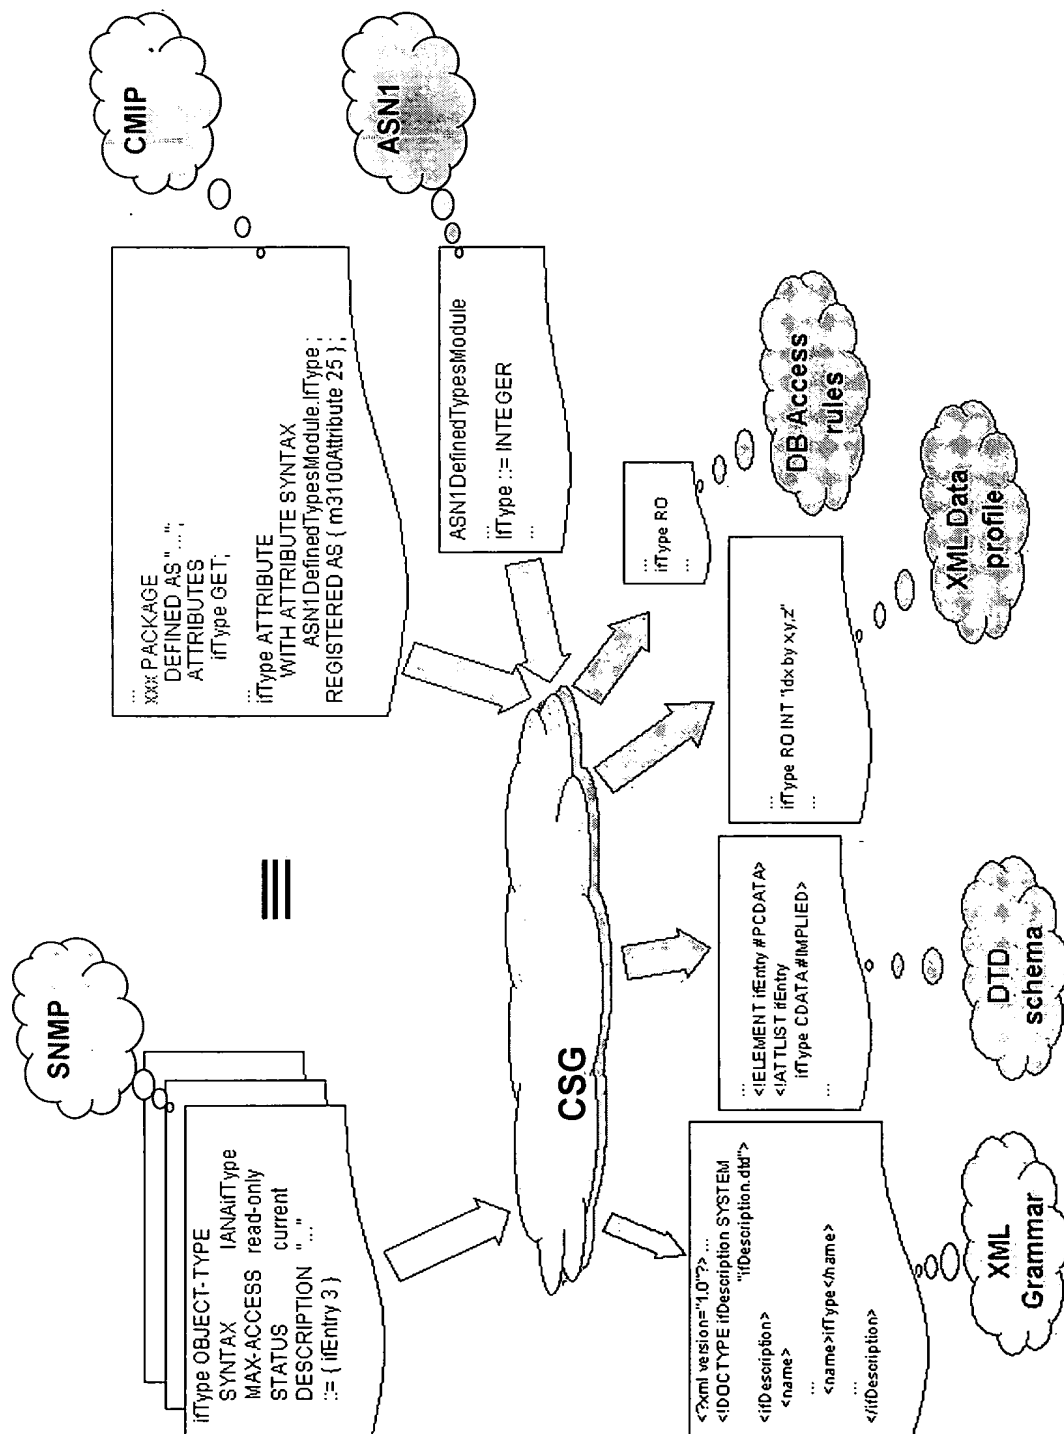 SNMP
ifType OBJECT-TYPE
SYNTAX IANAifType
MAX-ACCESS read-only
STATUS current
DESCRIPTION "..."
::= { ifEntry 3 }
CMIP
...
xxx PACKAGE
DEFINED AS "...";
ATTRIBUTES
ifType GET;
...
ifType ATTRIBUTE
WITH ATTRIBUTE SYNTAX
ASN1DefinedTypesModule.IfType ;
REGISTERED AS { m3100Attribute 25 } ;
ASN1
ASN1DefinedTypesModule
...
IfType ::= INTEGER
...
CSG
<?xml version="1.0"?> ...
<!DOCTYPE ifDescription SYSTEM
"ifDescription.dtd">
<ifDescription>
<name>
...
<name>ifType</name>
...
</ifDescription>
XML
Grammar
...
<!ELEMENT ifEntry #PCDATA>
<!ATTLIST ifEntry
ifType CDATA #IMPLIED>
...
DTD
schema
...
ifType RO INT "idx by x,y,z"
...
XML Data
profile
...
ifType RO
...
DB Access
rules